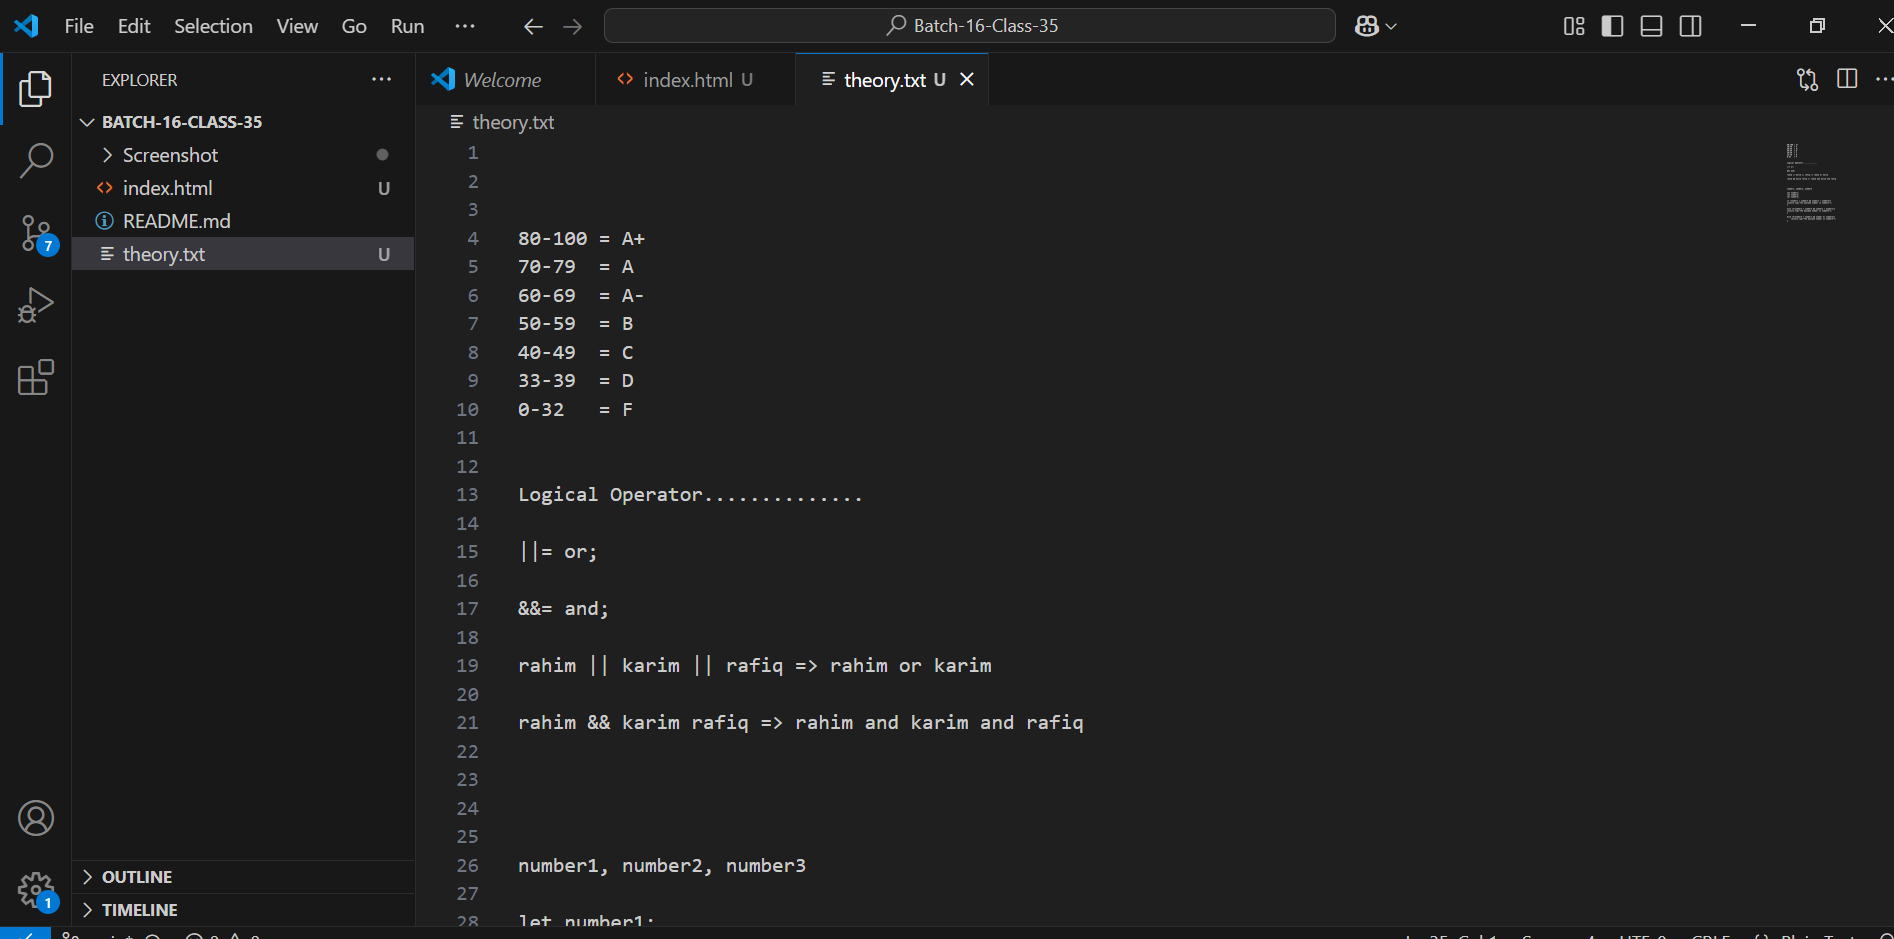 File Edit Selection View Go Run ··· Batch-16-Class-35
EXPLORER ···
BATCH-16-CLASS-35
Screenshot
index.html U
README.md
theory.txt U
7
OUTLINE
TIMELINE
1
Welcome index.html U theory.txt U
theory.txt
1
2
3
4 80-100 = A+
5 70-79 = A
6 60-69 = A-
7 50-59 = B
8 40-49 = C
9 33-39 = D
10 0-32 = F
11
12
13 Logical Operator..............
14
15 ||= or;
16
17 &&= and;
18
19 rahim || karim || rafiq => rahim or karim
20
21 rahim && karim rafiq => rahim and karim and rafiq
22
23
24
25
26 number1, number2, number3
27
28 let number1;